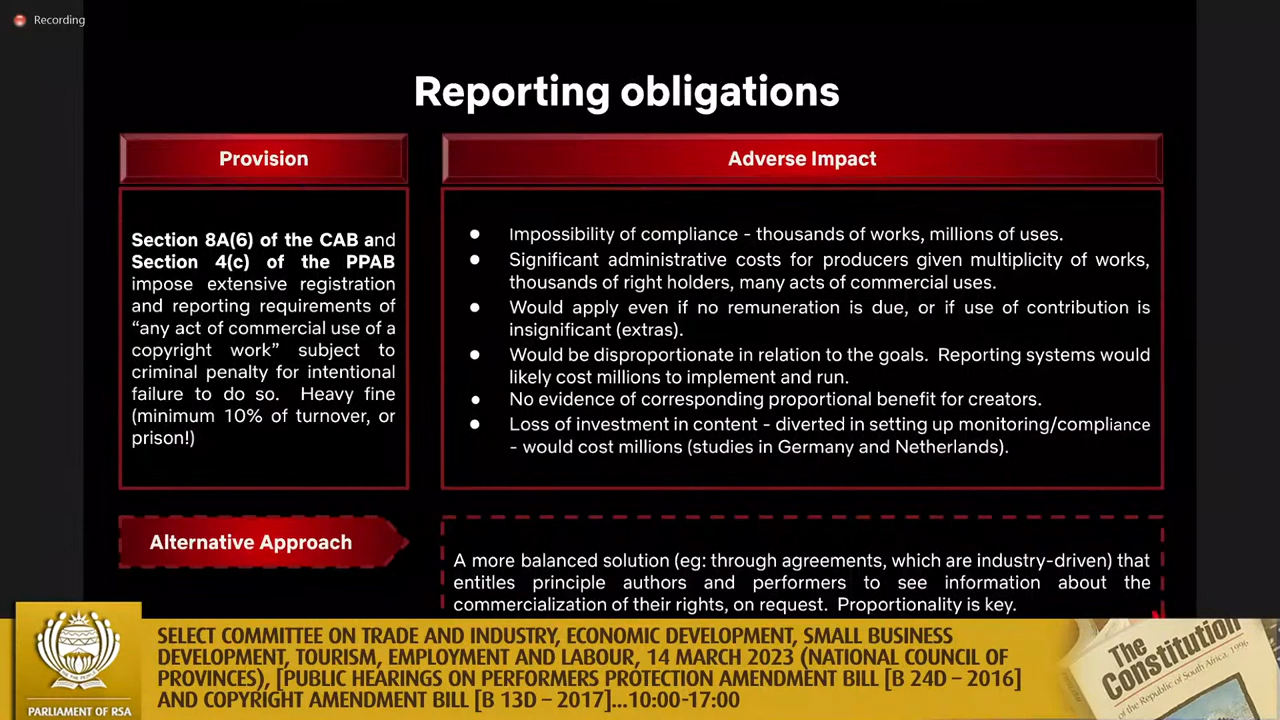 Recording
Reporting obligations
Provision
Section 8A(6) of the CAB and
Section 4(c) of the PPAB
impose extensive registration
and reporting requirements of
“any act of commercial use of a
copyright work” subject to
criminal penalty for intentional
failure to do so. Heavy fine
(minimum 10% of turnover, or
prison!)
Adverse Impact
● Impossibility of compliance - thousands of works, millions of uses.
● Significant administrative costs for producers given multiplicity of works,
thousands of right holders, many acts of commercial uses.
● Would apply even if no remuneration is due, or if use of contribution is
insignificant (extras).
● Would be disproportionate in relation to the goals. Reporting systems would
likely cost millions to implement and run.
● No evidence of corresponding proportional benefit for creators.
● Loss of investment in content - diverted in setting up monitoring/compliance
- would cost millions (studies in Germany and Netherlands).
Alternative Approach
A more balanced solution (eg: through agreements, which are industry-driven) that
entitles principle authors and performers to see information about the
commercialization of their rights, on request. Proportionality is key.
PARLIAMENT OF RSA
SELECT COMMITTEE ON TRADE AND INDUSTRY, ECONOMIC DEVELOPMENT, SMALL BUSINESS
DEVELOPMENT, TOURISM, EMPLOYMENT AND LABOUR, 14 MARCH 2023 (NATIONAL COUNCIL OF
PROVINCES), [PUBLIC HEARINGS ON PERFORMERS PROTECTION AMENDMENT BILL [B 24D – 2016]
AND COPYRIGHT AMENDMENT BILL [B 13D – 2017]...10:00-17:00
The
Constitution
of the Republic of South Africa, 1996